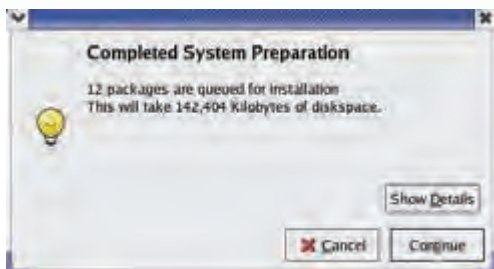 Completed System Preparation
12 packages are queued for installation
This will take 142,404 Kilobytes of diskspace.
Show Details
Cancel
Continue